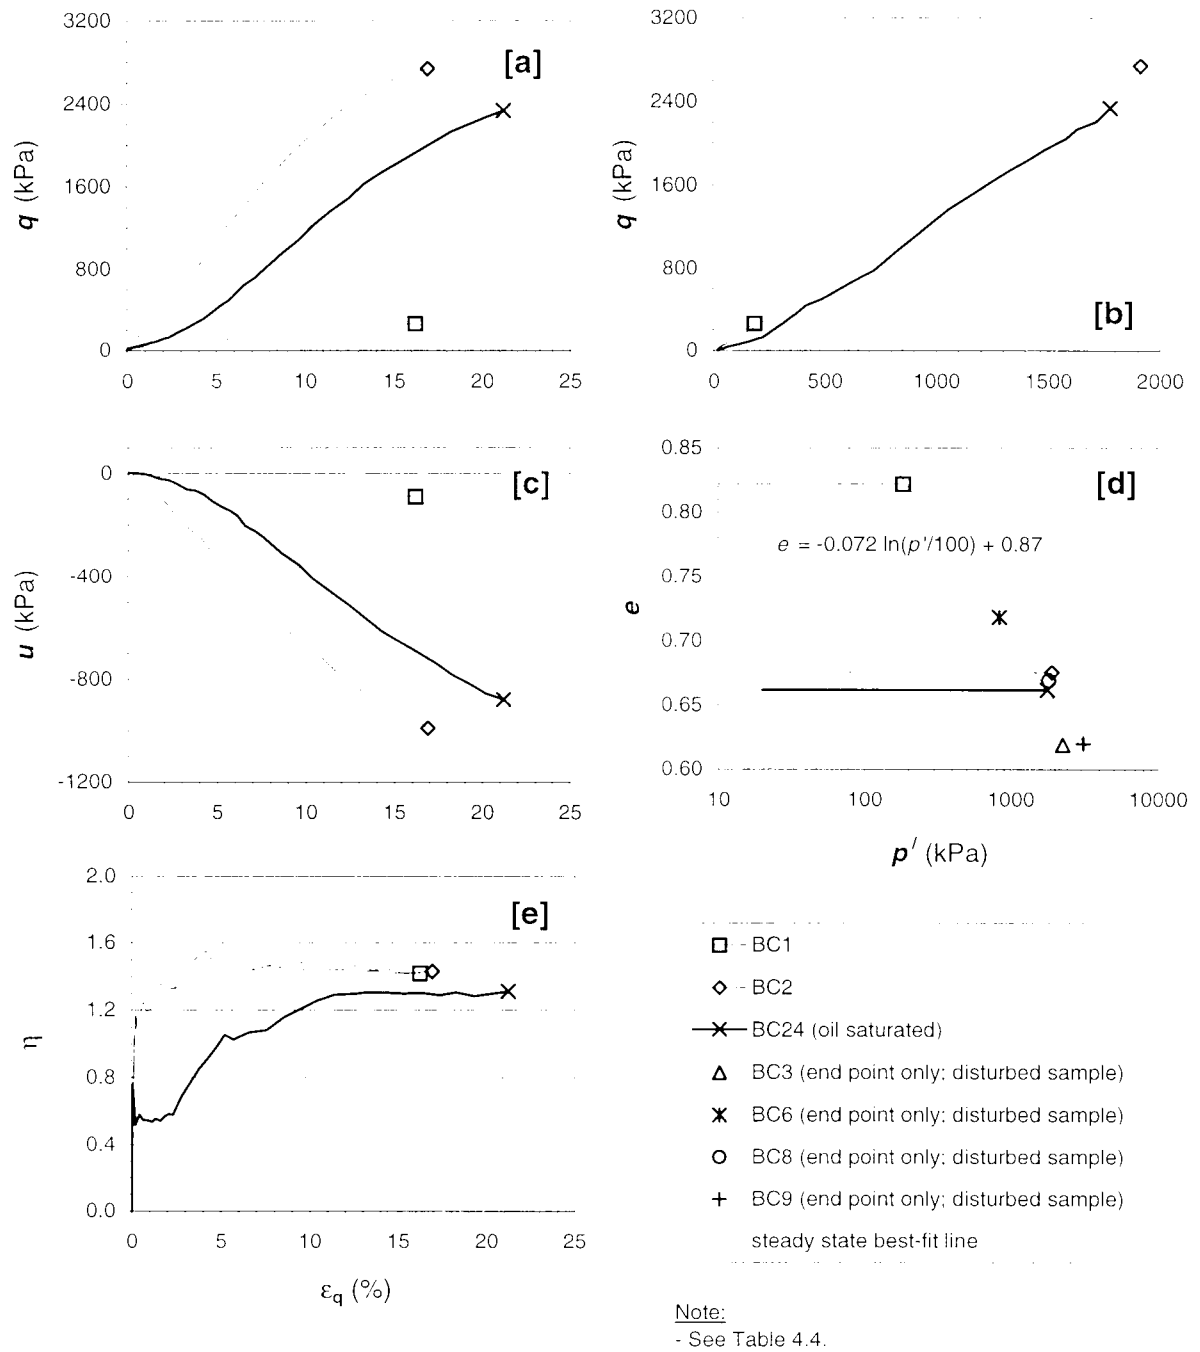 3200
2400
1600
800
0
q (kPa)
[a]
0 5 10 15 20 25
3200
2400
1600
800
0
q (kPa)
[b]
0 500 1000 1500 2000
0
-400
-800
-1200
u (kPa)
[c]
0 5 10 15 20 25
0.85
0.80
0.75
0.70
0.65
0.60
e
[d]
e = -0.072 ln(p'/100) + 0.87
10 100 1000 10000
p' (kPa)
2.0
1.6
1.2
0.8
0.4
0.0
η
[e]
0 5 10 15 20 25
εq (%)
BC1
BC2
BC24 (oil saturated)
BC3 (end point only; disturbed sample)
BC6 (end point only; disturbed sample)
BC8 (end point only; disturbed sample)
BC9 (end point only; disturbed sample)
steady state best-fit line
Note:
- See Table 4.4.